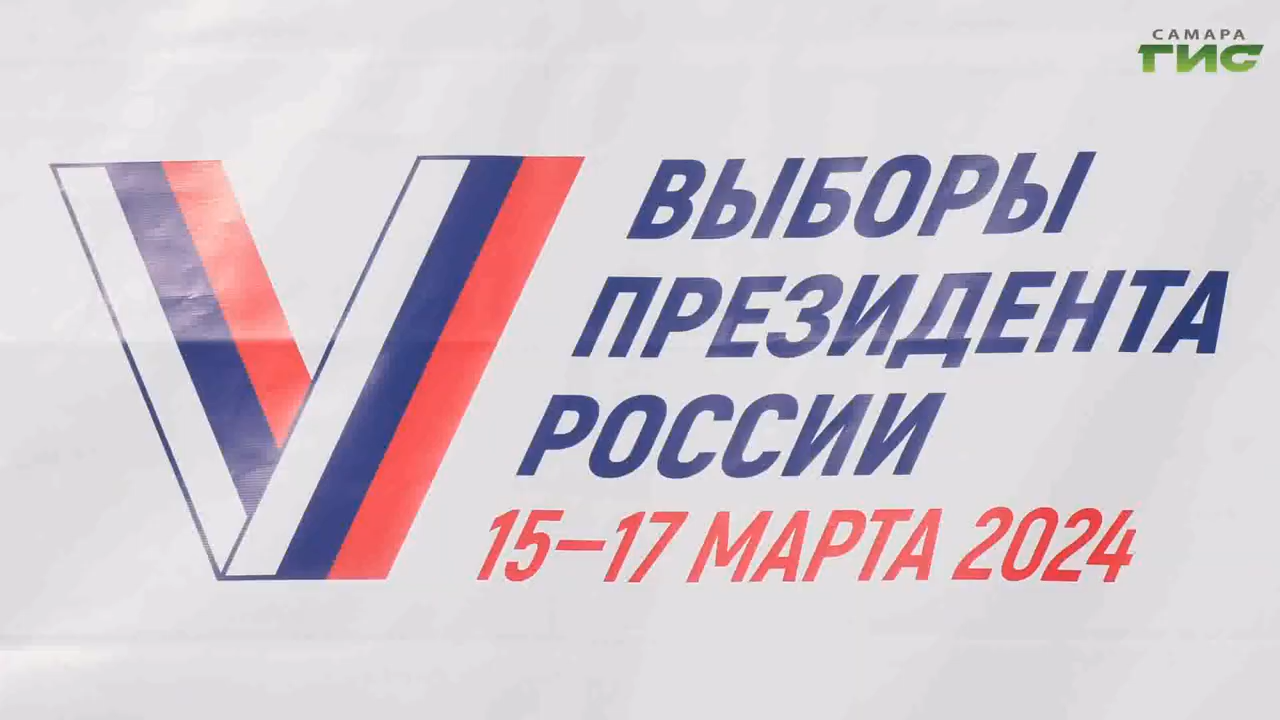 САМАРА
ГИС
ВЫБОРЫ
ПРЕЗИДЕНТА
РОССИИ
15–17 МАРТА 2024